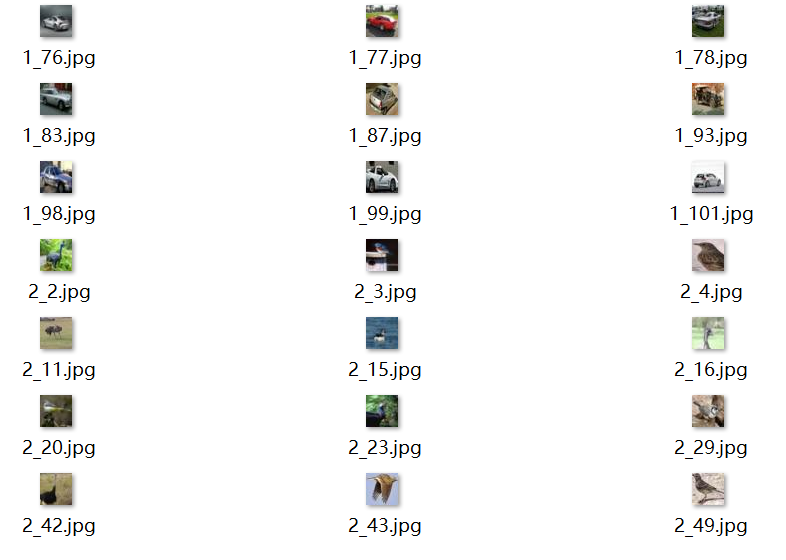 1_76.jpg 1_77.jpg 1_78.jpg
1_83.jpg 1_87.jpg 1_93.jpg
1_98.jpg 1_99.jpg 1_101.jpg
2_2.jpg 2_3.jpg 2_4.jpg
2_11.jpg 2_15.jpg 2_16.jpg
2_20.jpg 2_23.jpg 2_29.jpg
2_42.jpg 2_43.jpg 2_49.jpg